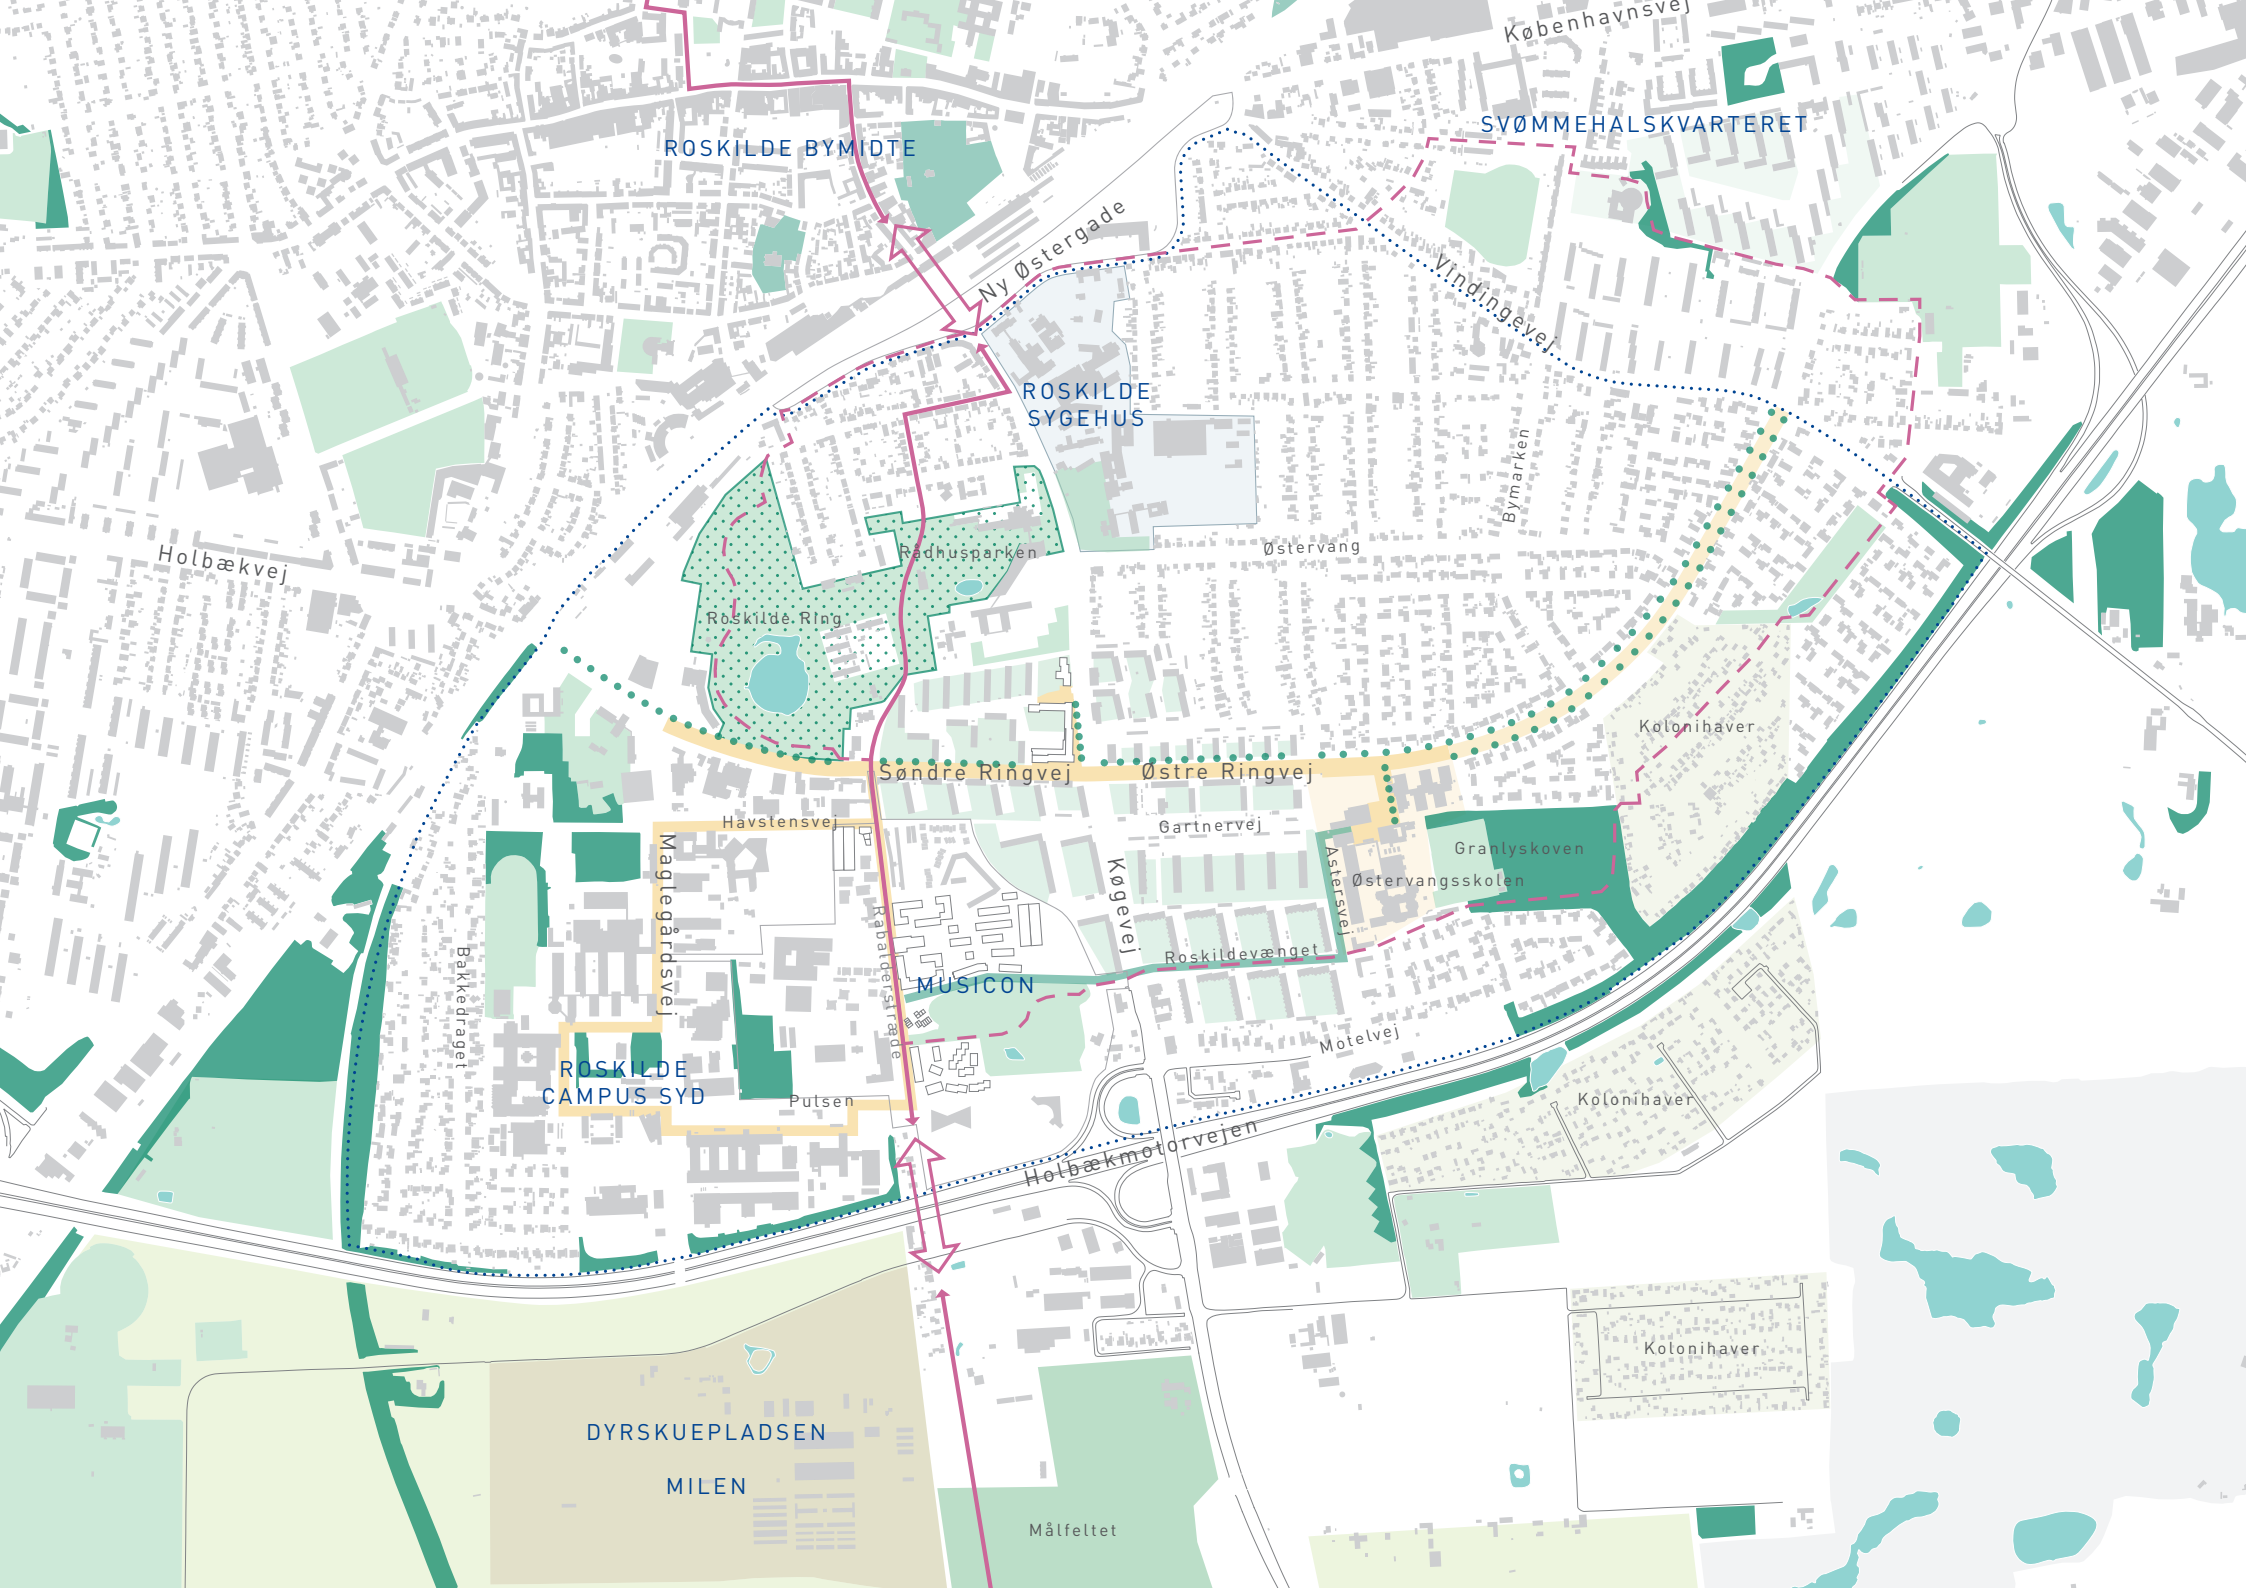 Københavnsvej
SVØMMEHALSKVARTERET
ROSKILDE BYMIDTE
Ny Østergade
Vindingevej
ROSKILDE
SYGEHUS
Bymarken
Holbækvej
Rådhusparken
Østervang
Roskilde Ring
Kolonihaver
Søndre Ringvej
Østre Ringvej
Havstensvej
Gartnervej
Maglegårdsvej
Køgevej
Astersvej
Granlyskoven
Østervangsskolen
Rabalderstræde
Bakkedraget
Roskildevænget
MUSICON
Motelvej
ROSKILDE
CAMPUS SYD
Pulsen
Kolonihaver
Holbækmotorvejen
Kolonihaver
DYRSKUEPLADSEN
MILEN
Målfeltet